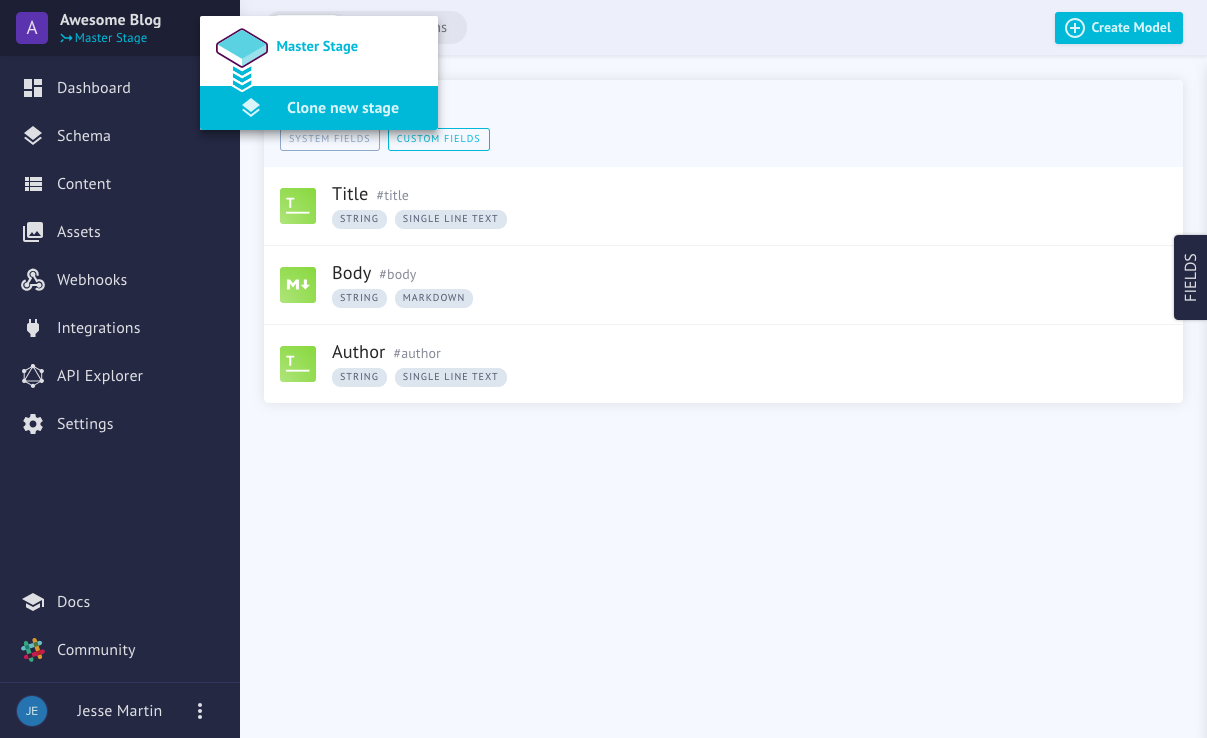 A
Awesome Blog
Master Stage
Dashboard
Schema
Content
Assets
Webhooks
Integrations
API Explorer
Settings
Docs
Community
JE
Jesse Martin
Master Stage
Clone new stage
Create Model
SYSTEM FIELDS
CUSTOM FIELDS
T
Title #title
STRING
SINGLE LINE TEXT
M
Body #body
STRING
MARKDOWN
T
Author #author
STRING
SINGLE LINE TEXT
FIELDS